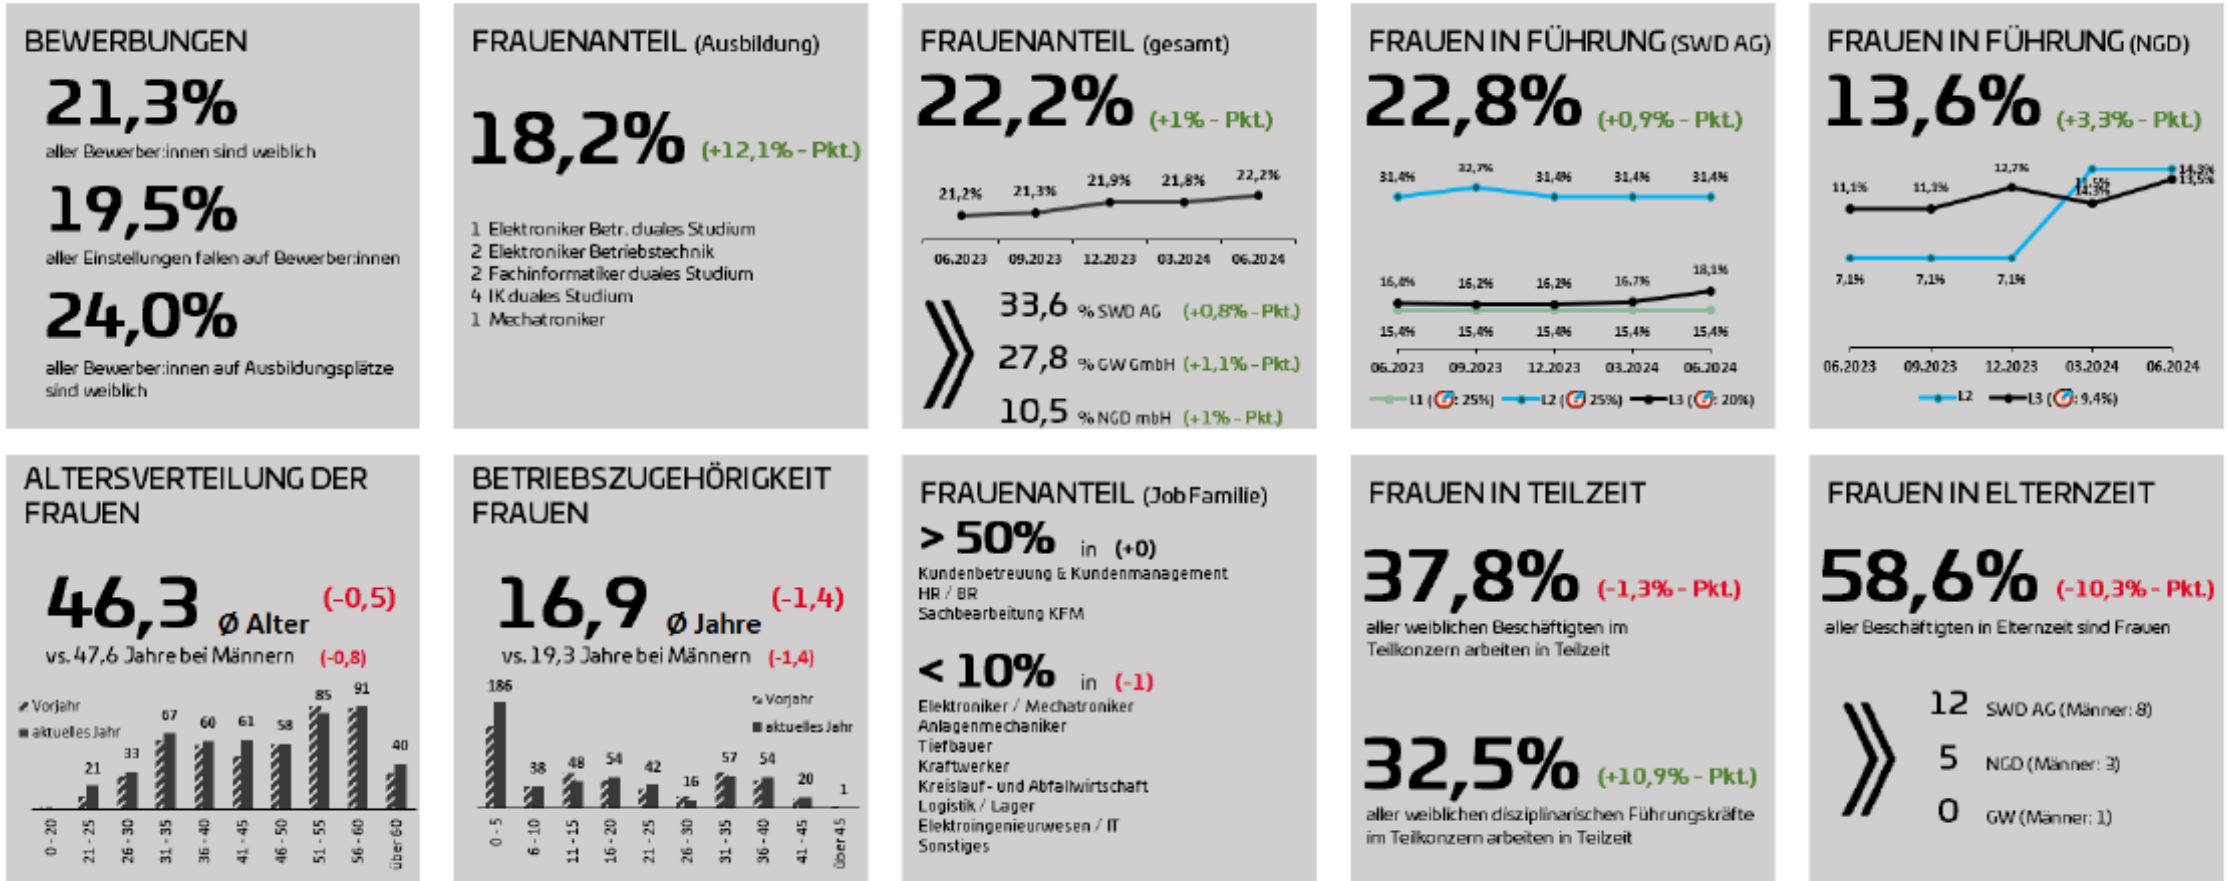 BEWERBUNGEN
21,3%
aller Bewerber:innen sind weiblich
19,5%
aller Einstellungen fallen auf Bewerber:innen
24,0%
aller Bewerber:innen auf Ausbildungsplätze
sind weiblich
FRAUENANTEIL (Ausbildung)
18,2% (+12,1% - Pkt.)
1 Elektroniker Betr. duales Studium
2 Elektroniker Betriebstechnik
2 Fachinformatiker duales Studium
4 IK duales Studium
1 Mechatroniker
FRAUENANTEIL (gesamt)
22,2% (+1% - Pkt.)
21,2% 21,3% 21,9% 21,8% 22,2%
06.2023 09.2023 12.2023 03.2024 06.2024
33,6 % SWD AG (+0,8% - Pkt.)
27,8 % GW GmbH (+1,1% - Pkt.)
10,5 % NGD mbH (+1% - Pkt.)
FRAUEN IN FÜHRUNG (SWD AG)
22,8% (+0,9% - Pkt.)
31,4% 32,7% 31,4% 31,4% 31,4%
16,2% 16,2% 16,7% 18,1%
15,4% 15,4% 15,4% 15,4% 15,4%
06.2023 09.2023 12.2023 03.2024 06.2024
L1 (: 25%) L2 (: 25%) L3 (: 20%)
FRAUEN IN FÜHRUNG (NGD)
13,6% (+3,3% - Pkt.)
11,1% 11,1% 12,7% 11,5% 14,3%
14,3% 13,5%
7,1% 7,1% 7,1%
06.2023 09.2023 12.2023 03.2024 06.2024
L2 L3 (: 9,4%)
ALTERSVERTEILUNG DER
FRAUEN
46,3 Ø Alter (-0,5)
vs. 47,6 Jahre bei Männern (-0,8)
Vorjahr
aktuelles Jahr
21 33 67 60 61 58 85 91 40
0 - 20 21 - 25 26 - 30 31 - 35 36 - 40 41 - 45 46 - 50 51 - 55 56 - 60 über 60
BETRIEBSZUGEHÖRIGKEIT
FRAUEN
16,9 Ø Jahre (-1,4)
vs. 19,3 Jahre bei Männern (-1,4)
Vorjahr
aktuelles Jahr
186 38 48 54 42 16 57 54 20 1
0 - 5 6 - 10 11 - 15 16 - 20 21 - 25 26 - 30 31 - 35 36 - 40 41 - 45 über 45
FRAUENANTEIL (Job Familie)
> 50% in (+0)
Kundenbetreuung & Kundenmanagement
HR / BR
Sachbearbeitung KFM
< 10% in (-1)
Elektroniker / Mechatroniker
Anlagenmechaniker
Tiefbauer
Kraftwerker
Kreislauf- und Abfallwirtschaft
Logistik / Lager
Elektroingenieurwesen / IT
Sonstiges
FRAUEN IN TEILZEIT
37,8% (-1,3% - Pkt.)
aller weiblichen Beschäftigten im
Teilkonzern arbeiten in Teilzeit
32,5% (+10,9% - Pkt.)
aller weiblichen disziplinarischen Führungskräfte
im Teilkonzern arbeiten in Teilzeit
FRAUEN IN ELTERNZEIT
58,6% (-10,3% - Pkt.)
aller Beschäftigten in Elternzeit sind Frauen
12 SWD AG (Männer: 8)
5 NGD (Männer: 3)
0 GW (Männer: 1)